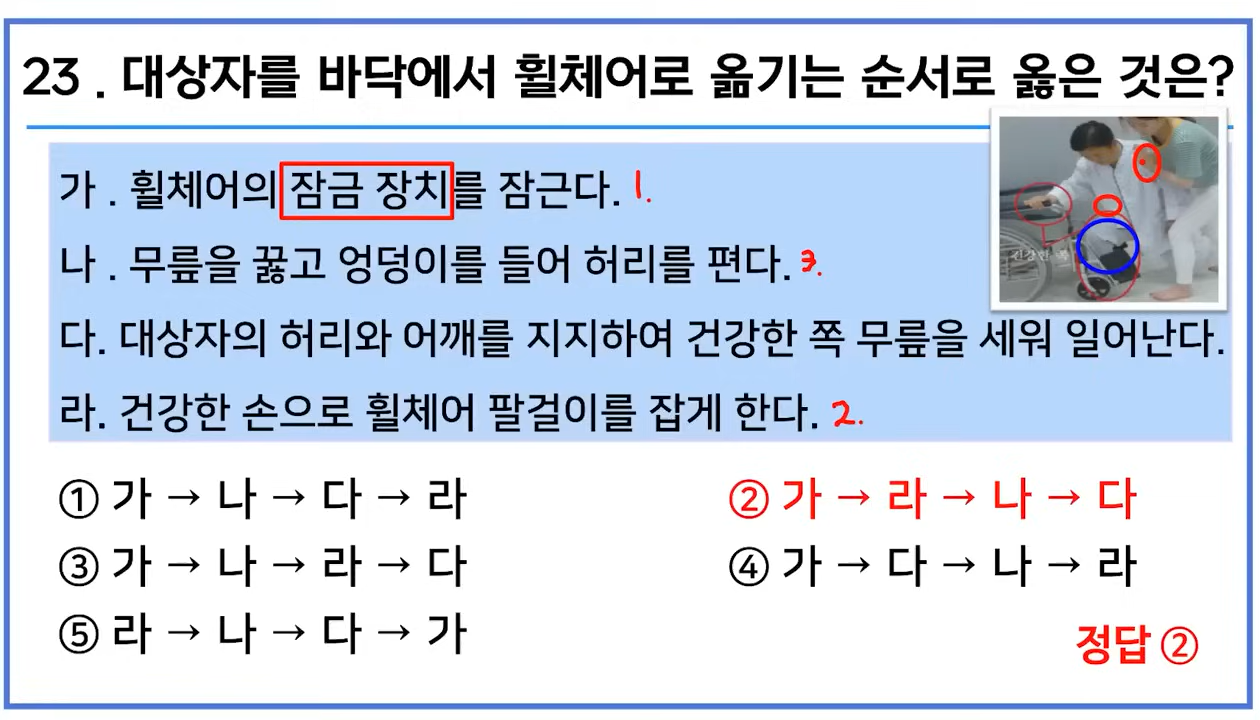 23 . 대상자를 바닥에서 휠체어로 옮기는 순서로 옳은 것은?
가 . 휠체어의 잠금 장치를 잠근다. 1.
나 . 무릎을 꿇고 엉덩이를 들어 허리를 편다. 3.
다. 대상자의 허리와 어깨를 지지하여 건강한 쪽 무릎을 세워 일어난다.
라. 건강한 손으로 휠체어 팔걸이를 잡게 한다. 2.
건강한 쪽
① 가 → 나 → 다 → 라
② 가 → 라 → 나 → 다
③ 가 → 나 → 라 → 다
④ 가 → 다 → 나 → 라
⑤ 라 → 나 → 다 → 가
정답 ②